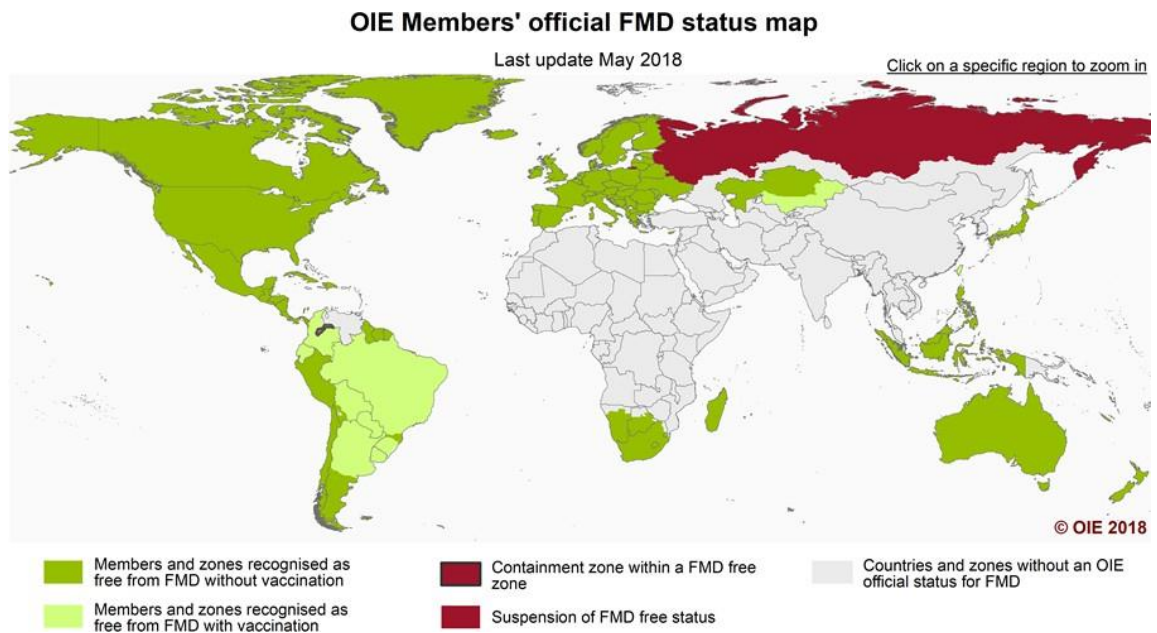 OIE Members' official FMD status map
Last update May 2018
Click on a specific region to zoom in
© OIE 2018
Members and zones recognised as
free from FMD without vaccination
Containment zone within a FMD free
zone
Countries and zones without an OIE
official status for FMD
Members and zones recognised as
free from FMD with vaccination
Suspension of FMD free status